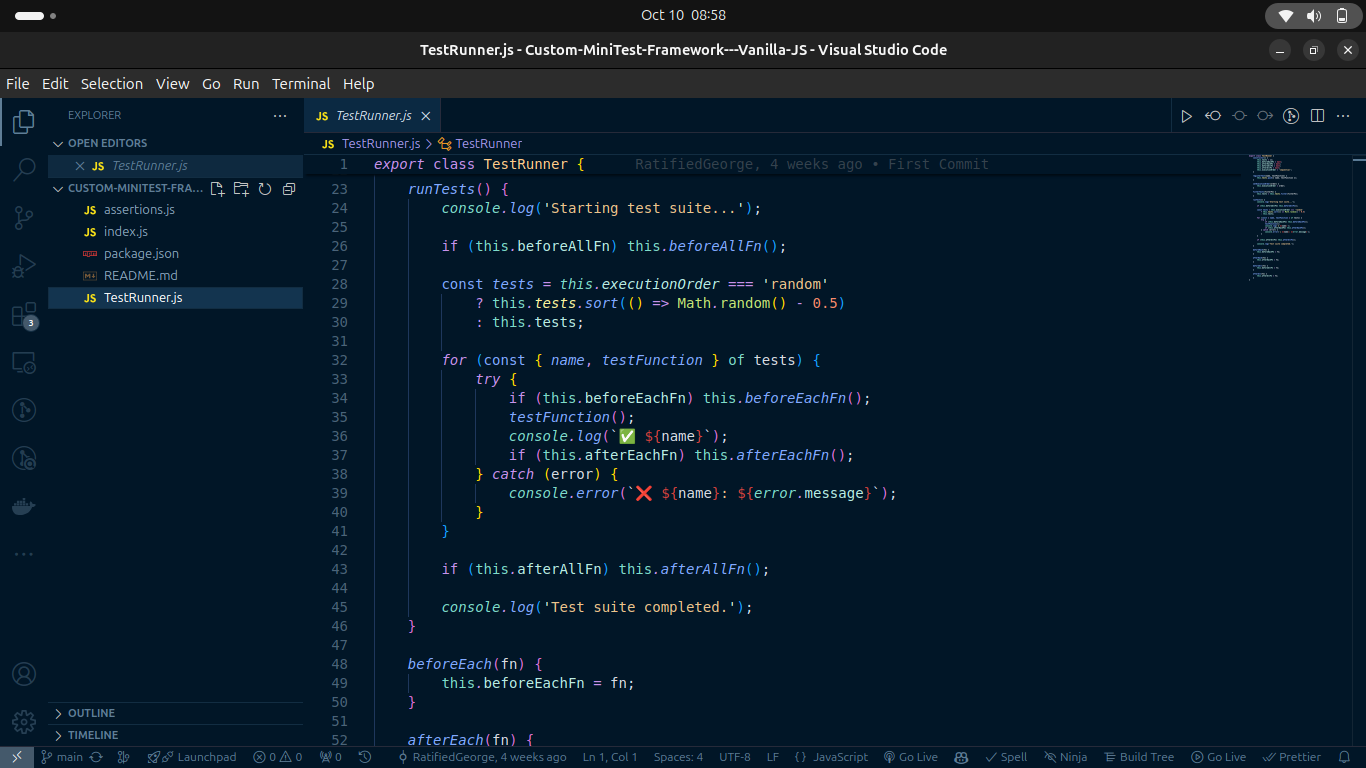 Oct 10 08:58
TestRunner.js - Custom-MiniTest-Framework---Vanilla-JS - Visual Studio Code
File Edit Selection View Go Run Terminal Help
EXPLORER
OPEN EDITORS
JS TestRunner.js
CUSTOM-MINITEST-FRA...
JS assertions.js
JS index.js
package.json
README.md
JS TestRunner.js
3
OUTLINE
TIMELINE
JS TestRunner.js
JS TestRunner.js > TestRunner
1 export class TestRunner { RatifiedGeorge, 4 weeks ago • First Commit
23 runTests() {
24 console.log('Starting test suite...');
25
26 if (this.beforeAllFn) this.beforeAllFn();
27
28 const tests = this.executionOrder === 'random'
29 ? this.tests.sort(() => Math.random() - 0.5)
30 : this.tests;
31
32 for (const { name, testFunction } of tests) {
33 try {
34 if (this.beforeEachFn) this.beforeEachFn();
35 testFunction();
36 console.log(`✅ ${name}`);
37 if (this.afterEachFn) this.afterEachFn();
38 } catch (error) {
39 console.error(`❌ ${name}: ${error.message}`);
40 }
41 }
42
43 if (this.afterAllFn) this.afterAllFn();
44
45 console.log('Test suite completed.');
46 }
47
48 beforeEach(fn) {
49 this.beforeEachFn = fn;
50 }
51
52 afterEach(fn) {
main Launchpad 0 0 0 RatifiedGeorge, 4 weeks ago Ln 1, Col 1 Spaces: 4 UTF-8 LF {} JavaScript Go Live Spell Ninja Build Tree Go Live Prettier